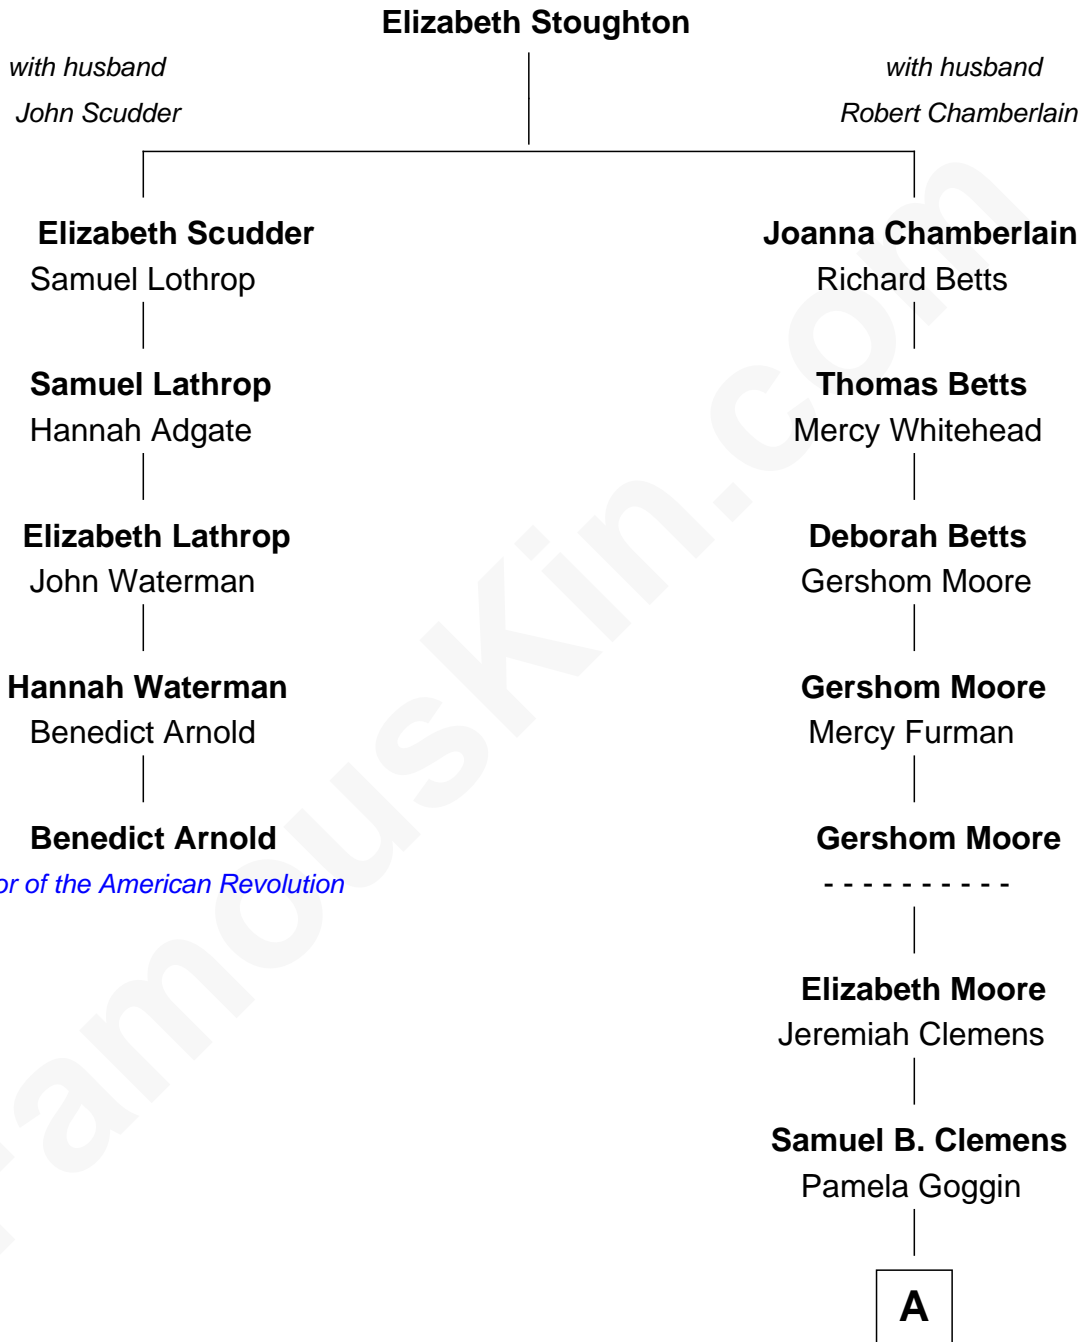 Elizabeth Stoughton
with husband
John Scudder
with husband
Robert Chamberlain
Elizabeth Scudder
Samuel Lothrop
Joanna Chamberlain
Richard Betts
Samuel Lathrop
Hannah Adgate
Thomas Betts
Mercy Whitehead
Elizabeth Lathrop
John Waterman
Deborah Betts
Gershom Moore
Hannah Waterman
Benedict Arnold
Gershom Moore
Mercy Furman
Benedict Arnold
or of the American Revolution
Gershom Moore
- - - - - - - - - -
Elizabeth Moore
Jeremiah Clemens
Samuel B. Clemens
Pamela Goggin
A
FamousKin.com